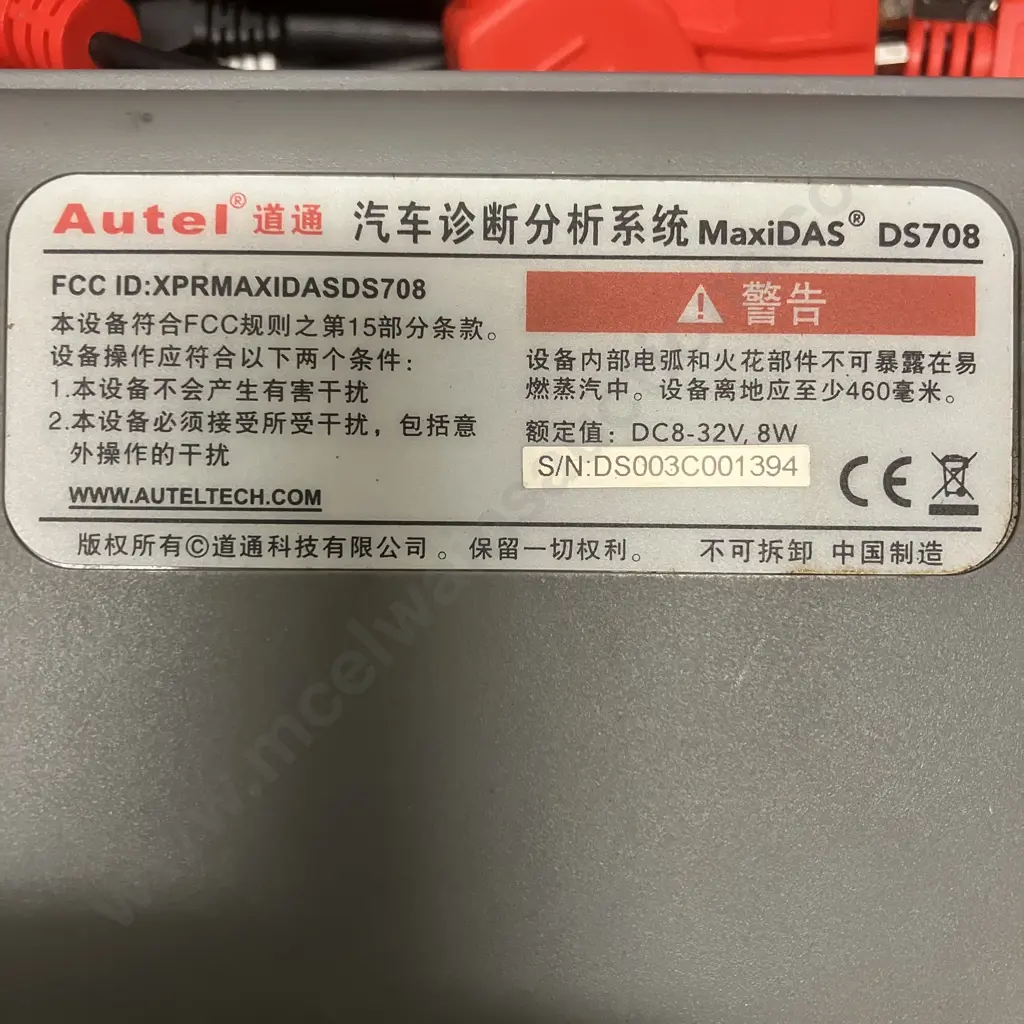 Autel® 道通 汽车诊断分析系统 MaxiDAS® DS708
FCC ID:XPRMAXIDASDS708
本设备符合FCC规则之第15部分条款。
设备操作应符合以下两个条件:
1.本设备不会产生有害干扰
2.本设备必须接受所受干扰，包括意
外操作的干扰
WWW.AUTELTECH.COM
警告
设备内部电弧和火花部件不可暴露在易
燃蒸汽中。设备离地应至少460毫米。
额定值: DC8-32V, 8W
S/N:DS003C001394
CE
版权所有©道通科技有限公司。保留一切权利。 不可拆卸 中国制造